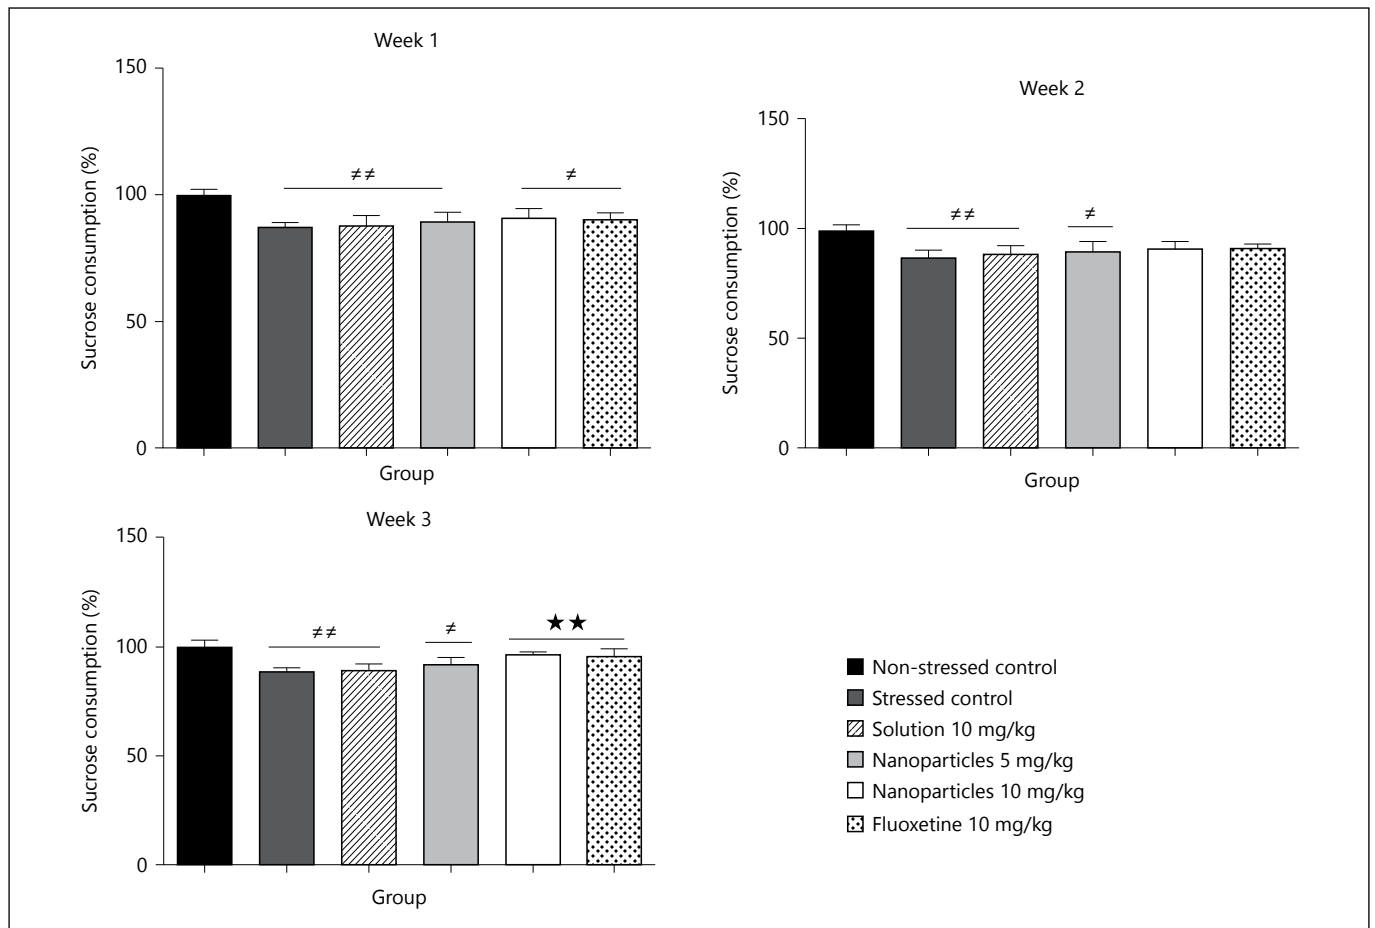 Week 1
150
100
50
0
Sucrose consumption (%)
≠≠
≠
Group
Week 2
150
100
50
0
Sucrose consumption (%)
≠≠
≠
Group
Week 3
150
100
50
0
Sucrose consumption (%)
≠≠
≠
★★
Group
Non-stressed control
Stressed control
Solution 10 mg/kg
Nanoparticles 5 mg/kg
Nanoparticles 10 mg/kg
Fluoxetine 10 mg/kg